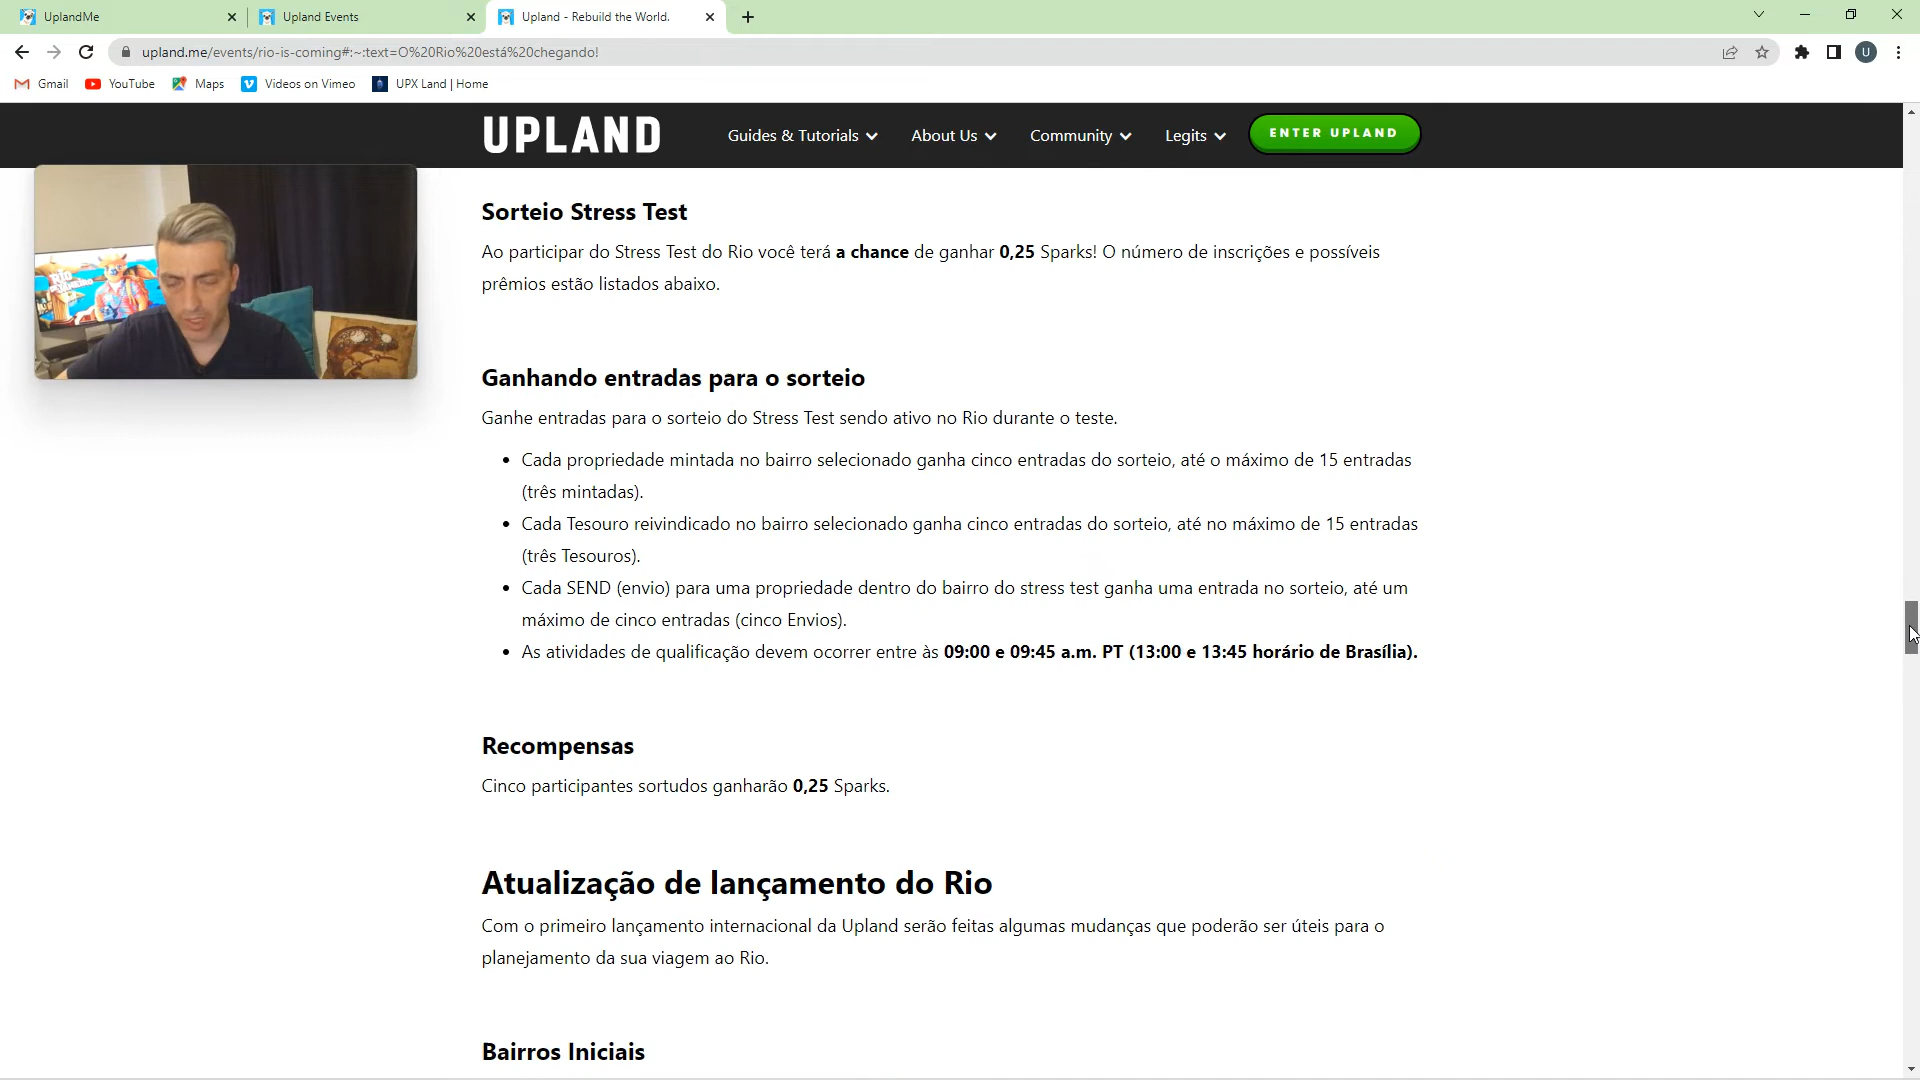 UplandMe
Upland Events
Upland - Rebuild the World.
upland.me/events/rio-is-coming#:~:text=O%20Rio%20está%20chegando!
U
Gmail
YouTube
Maps
Videos on Vimeo
UPX Land | Home
UPLAND
Guides & Tutorials
About Us
Community
Legits
ENTER UPLAND
Sorteio Stress Test
Ao participar do Stress Test do Rio você terá a chance de ganhar 0,25 Sparks! O número de inscrições e possíveis
prêmios estão listados abaixo.
Ganhando entradas para o sorteio
Ganhe entradas para o sorteio do Stress Test sendo ativo no Rio durante o teste.
• Cada propriedade mintada no bairro selecionado ganha cinco entradas do sorteio, até o máximo de 15 entradas
(três mintadas).
• Cada Tesouro reivindicado no bairro selecionado ganha cinco entradas do sorteio, até no máximo de 15 entradas
(três Tesouros).
• Cada SEND (envio) para uma propriedade dentro do bairro do stress test ganha uma entrada no sorteio, até um
máximo de cinco entradas (cinco Envios).
• As atividades de qualificação devem ocorrer entre às 09:00 e 09:45 a.m. PT (13:00 e 13:45 horário de Brasília).
Recompensas
Cinco participantes sortudos ganharão 0,25 Sparks.
Atualização de lançamento do Rio
Com o primeiro lançamento internacional da Upland serão feitas algumas mudanças que poderão ser úteis para o
planejamento da sua viagem ao Rio.
Bairros Iniciais